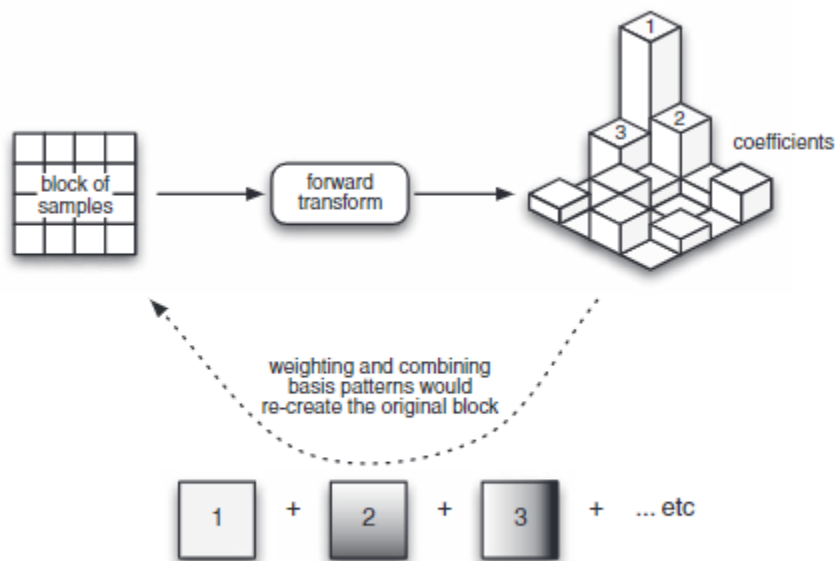 1
3
2
coefficients
block of
samples
forward
transform
weighting and combining
basis patterns would
re-create the original block
1 + 2 + 3 + ... etc